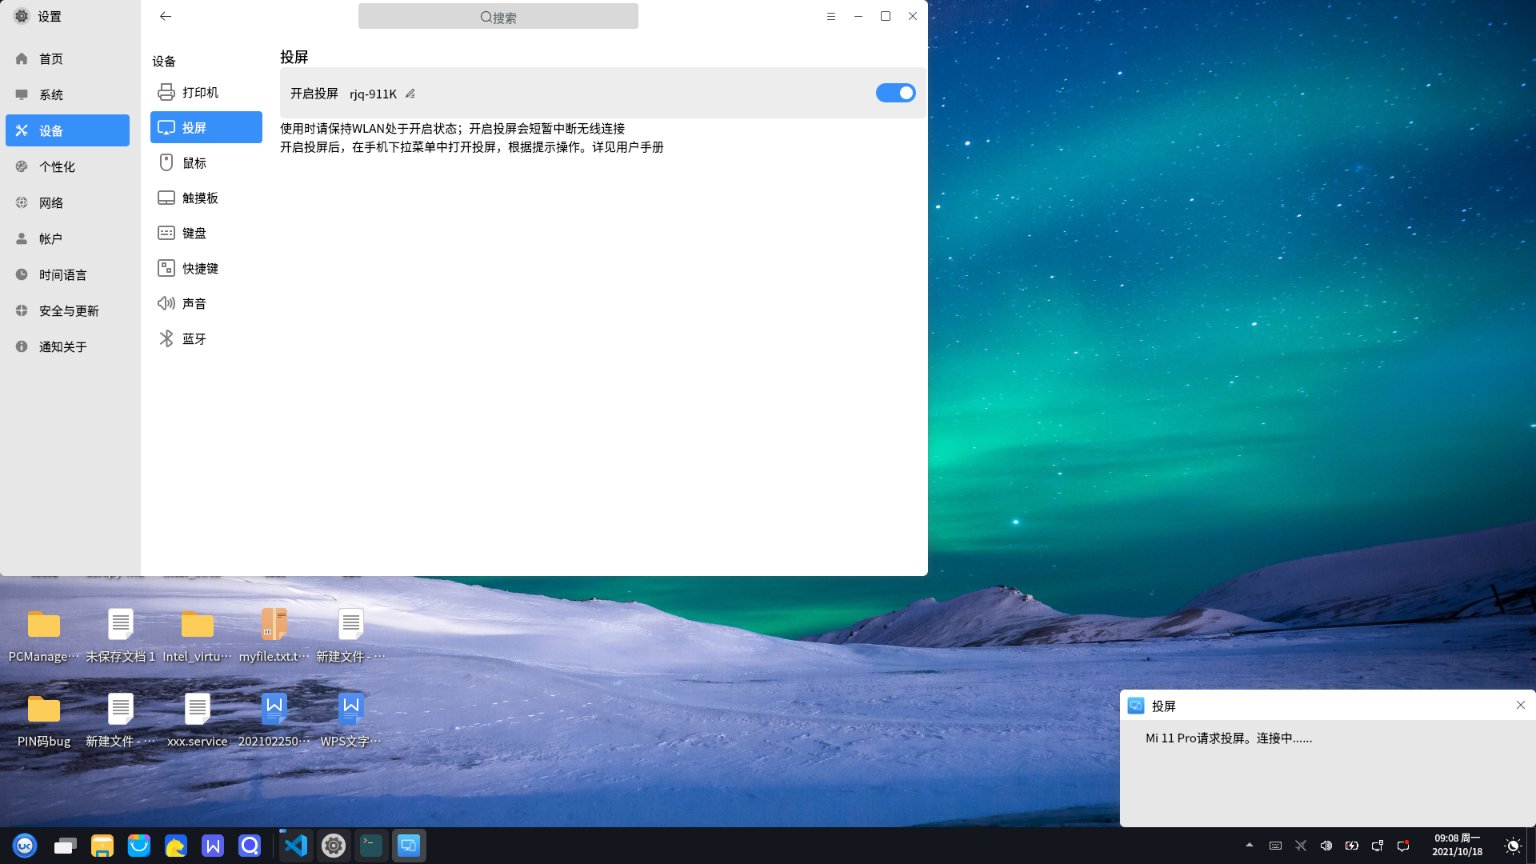 设置
搜索
首页
系统
设备
个性化
网络
帐户
时间语言
安全与更新
通知关于
设备
打印机
投屏
鼠标
触摸板
键盘
快捷键
声音
蓝牙
投屏
开启投屏 rjq-911K
使用时请保持WLAN处于开启状态；开启投屏会短暂中断无线连接
开启投屏后，在手机下拉菜单中打开投屏，根据提示操作。详见用户手册
PCManage… 未保存文档 1 Intel_virtu… myfile.txt.t… 新建文件 - …
PIN码bug 新建文件 - … xxx.service 202102250… WPS文字…
投屏
Mi 11 Pro请求投屏。连接中......
09:08 周一
2021/10/18